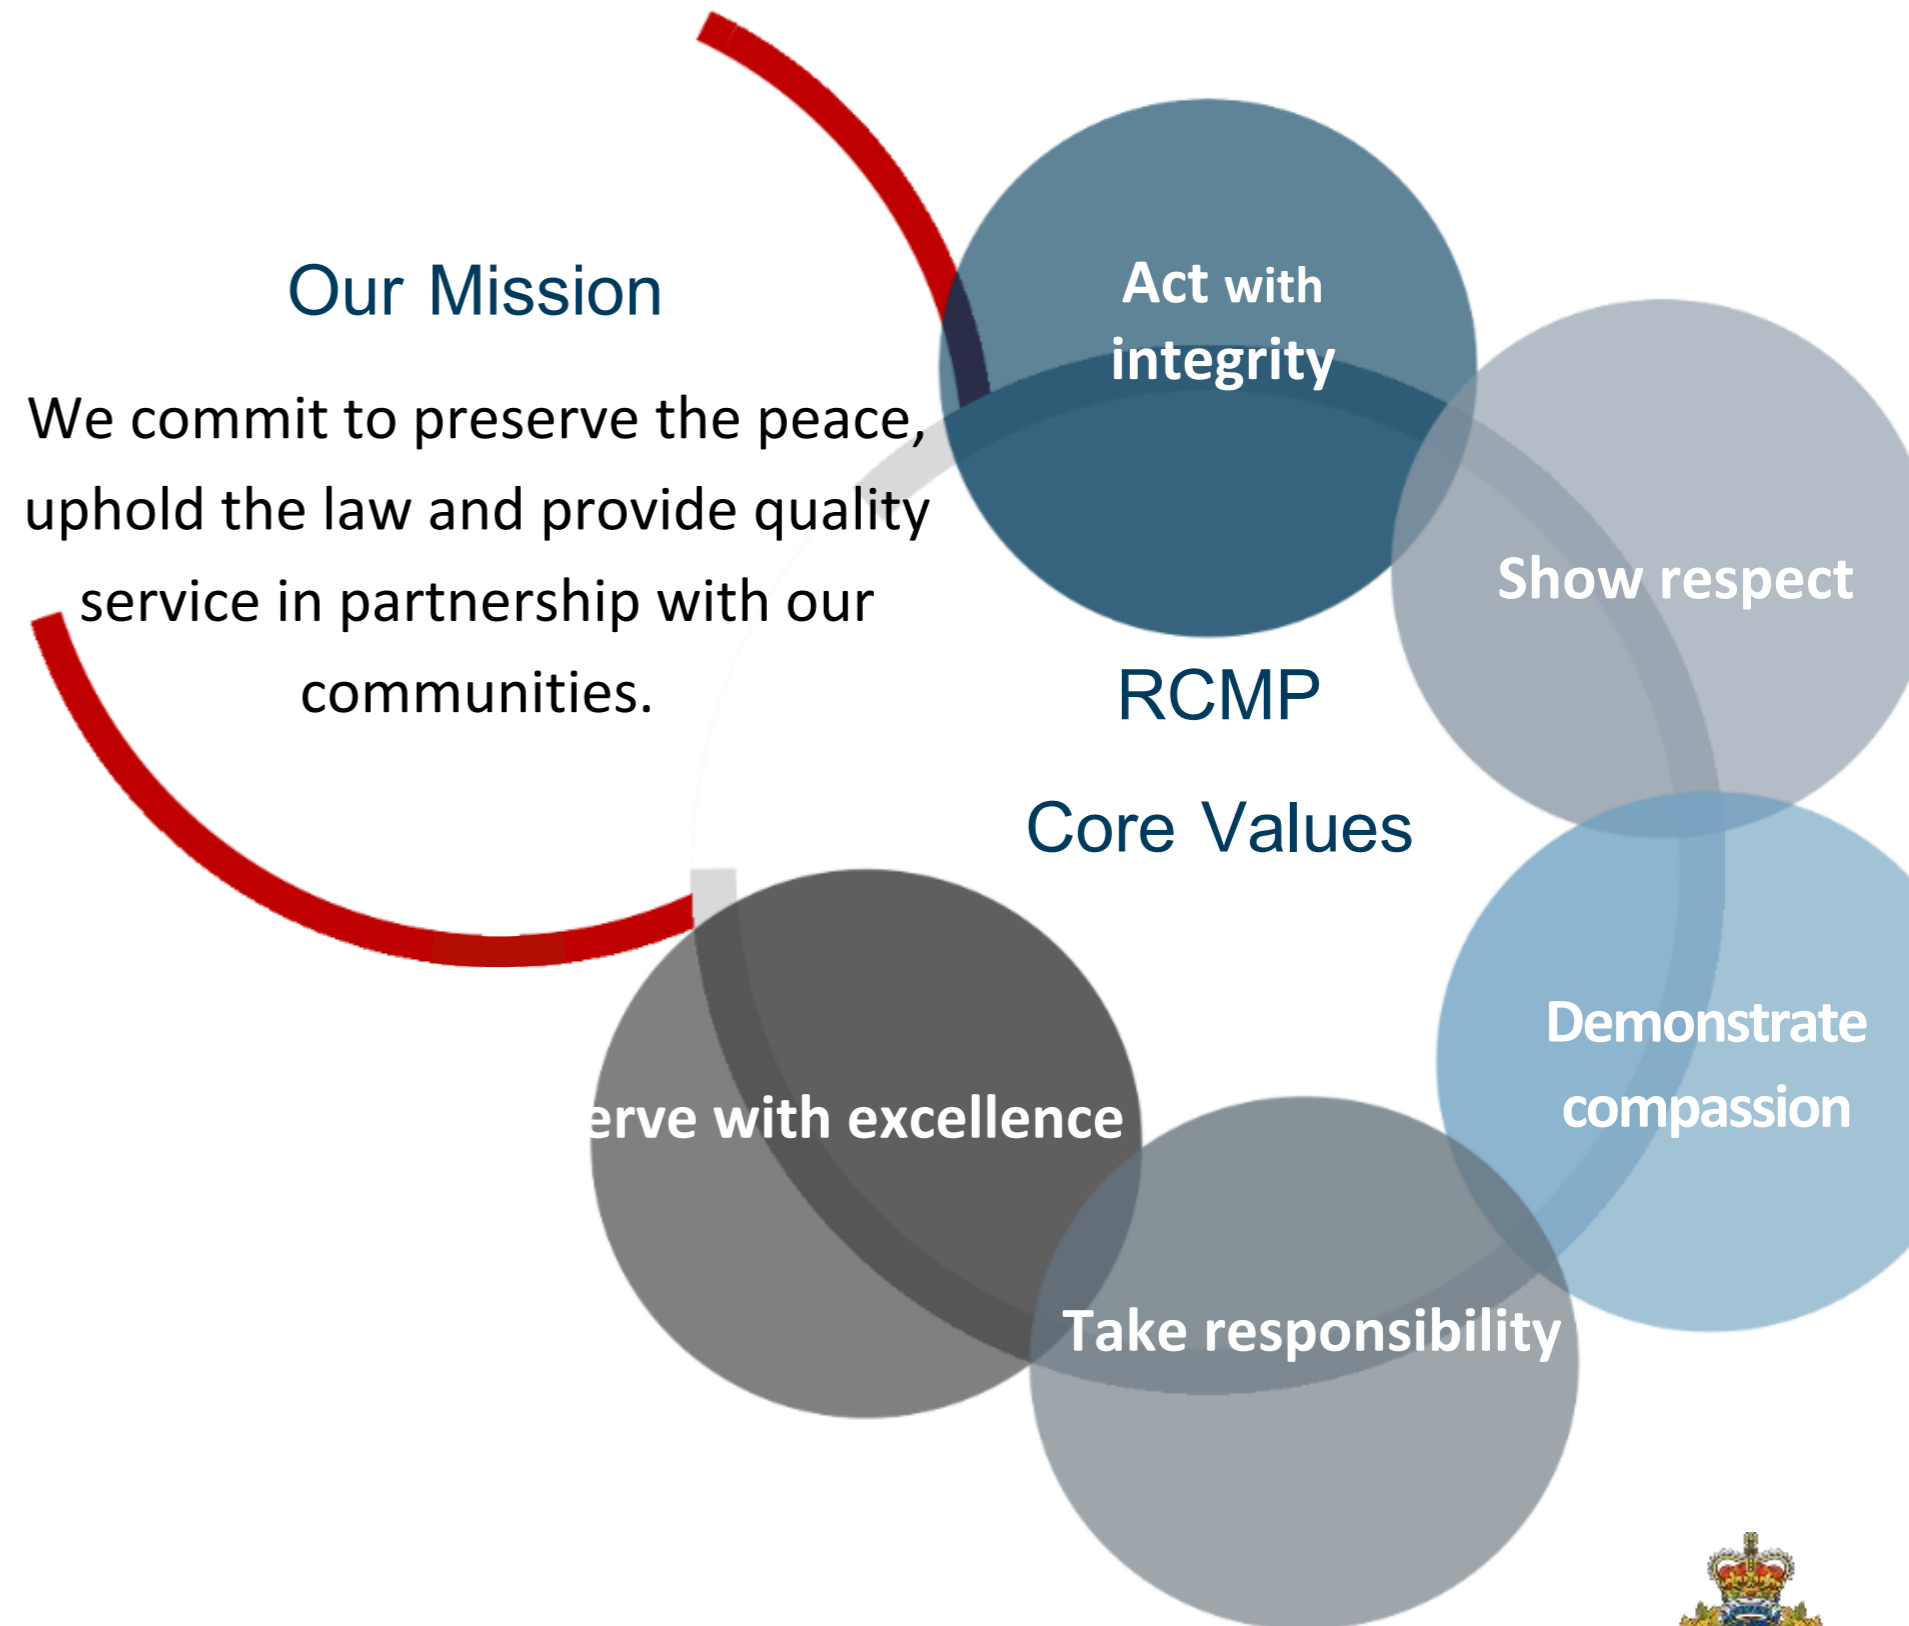 Our Mission
We commit to preserve the peace,
uphold the law and provide quality
service in partnership with our
communities.
Act with
integrity
Show respect
RCMP
Core Values
Demonstrate
compassion
erve with excellence
Take responsibility